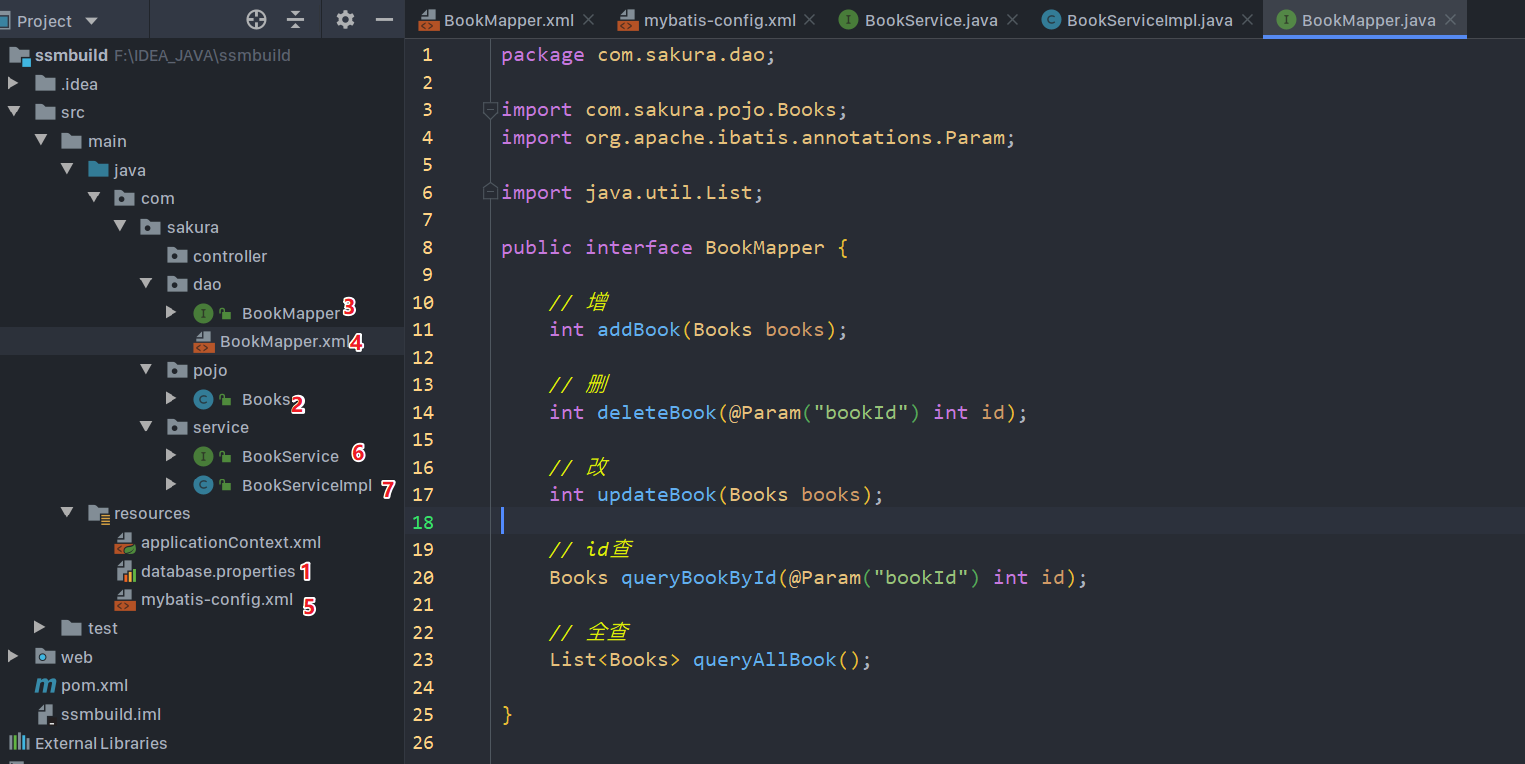 Project
ssmbuild F:\IDEA_JAVA\ssmbuild
.idea
src
main
java
com
sakura
controller
dao
BookMapper 3
BookMapper.xml 4
pojo
Books 2
service
BookService 6
BookServiceImpl 7
resources
applicationContext.xml
database.properties 1
mybatis-config.xml 5
test
web
pom.xml
ssmbuild.iml
External Libraries
BookMapper.xml mybatis-config.xml BookService.java BookServiceImpl.java BookMapper.java
1 package com.sakura.dao;
2
3 import com.sakura.pojo.Books;
4 import org.apache.ibatis.annotations.Param;
5
6 import java.util.List;
7
8 public interface BookMapper {
9
10 // 增
11 int addBook(Books books);
12
13 // 删
14 int deleteBook(@Param("bookId") int id);
15
16 // 改
17 int updateBook(Books books);
18
19 // id查
20 Books queryBookById(@Param("bookId") int id);
21
22 // 全查
23 List<Books> queryAllBook();
24
25 }
26